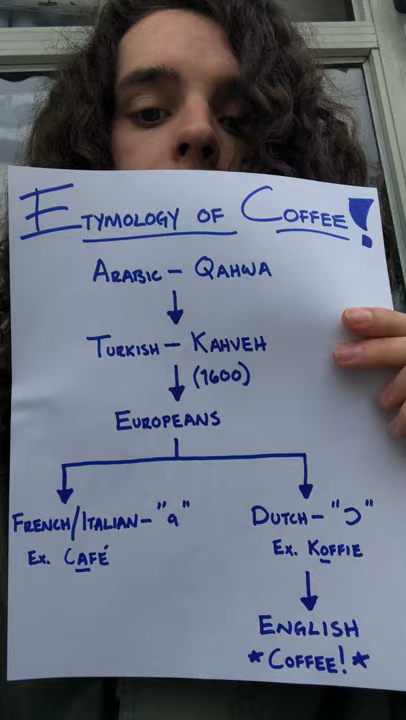 ETYMOLOGY OF COFFEE!
ARABIC - QAHWA
TURKISH - KAHVEH
(1600)
EUROPEANS
FRENCH/ITALIAN - "a"
EX. CAFÉ
DUTCH - "ɔ"
EX. KOFFIE
ENGLISH
*COFFEE!*